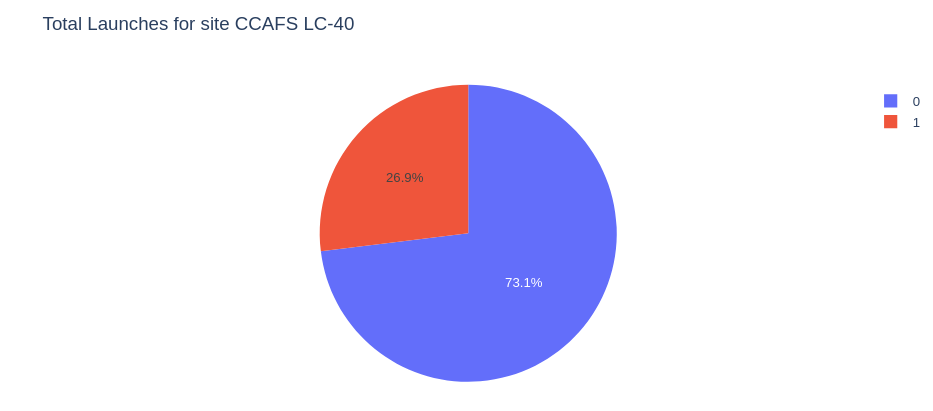 Total Launches for site CCAFS LC-40
0
1
26.9%
73.1%